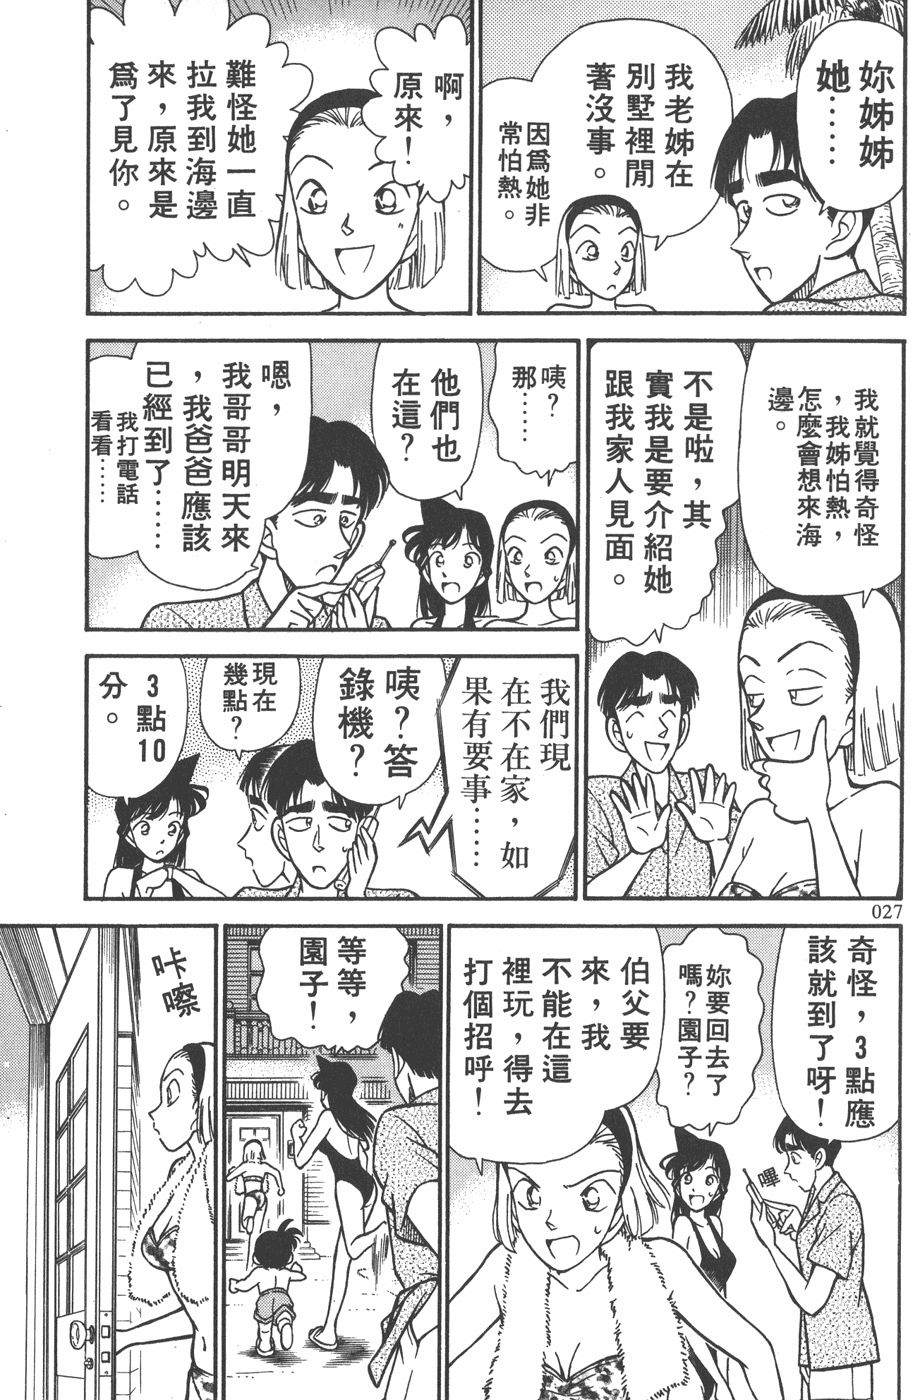 妳姊姊
她……
我老姊在
別墅裡閒
著沒事。
因為她非
常怕熱。
啊，
原來！
難怪她一直
拉我到海邊
來，原來是
爲了見你。
我就覺得奇怪
，我姊怕熱，
怎麼會想來海
邊。
不是啦，其
實我是要介紹她
跟我家人見面。
咦？
那……
他們也
在這？
嗯，
我哥哥明天來
，我爸爸應該
已經到了……
我打電話
看看……
我們現
在不在家，如
果有要事……
咦？答
錄機？
現在
幾點？
3點10
分。
027
奇怪，3點應
該就到了呀！
嗶
妳要回去了
嗎？園子？
伯父要
來，我
不能在這
裡玩，得去
打個招呼！
等等，
園子！
咔嚓